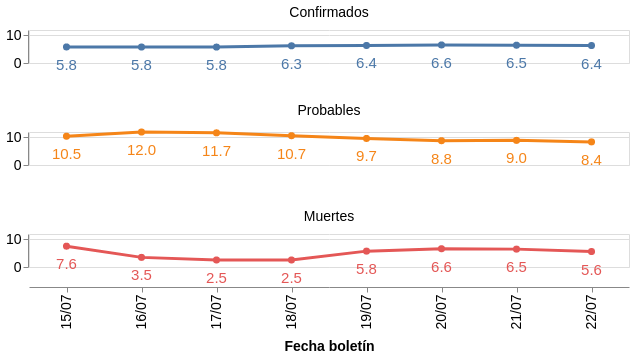 Confirmados
10
0
5.8 5.8 5.8 6.3 6.4 6.6 6.5 6.4
Probables
10
0
10.5 12.0 11.7 10.7 9.7 8.8 9.0 8.4
Muertes
10
0
7.6 3.5 2.5 2.5 5.8 6.6 6.5 5.6
15/07 16/07 17/07 18/07 19/07 20/07 21/07 22/07
Fecha boletín